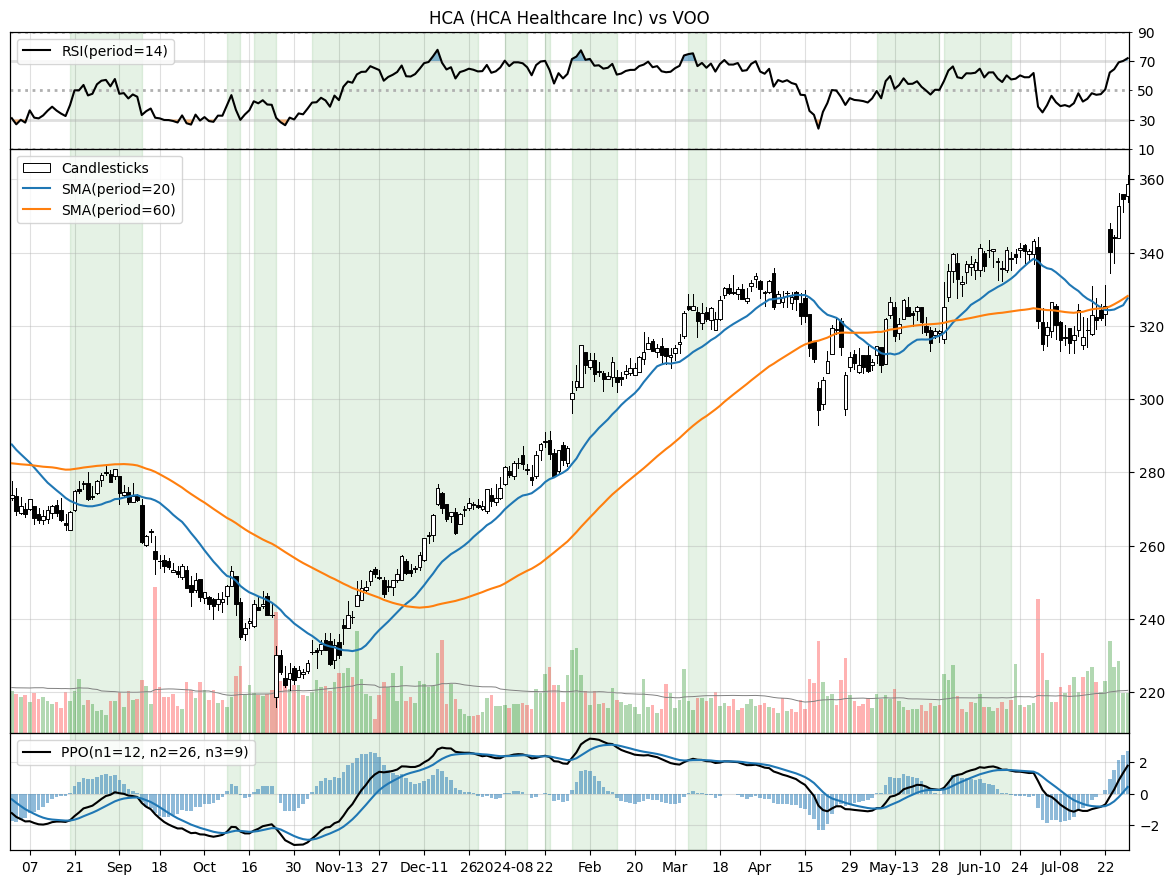 HCA (HCA Healthcare Inc) vs VOO
RSI(period=14)
90
70
50
30
10
Candlesticks
SMA(period=20)
SMA(period=60)
360
340
320
300
280
260
240
220
PPO(n1=12, n2=26, n3=9)
2
0
−2
07 21 Sep 18 Oct 16 30 Nov-13 27 Dec-11 26 2024-08 22 Feb 20 Mar 18 Apr 15 29 May-13 28 Jun-10 24 Jul-08 22